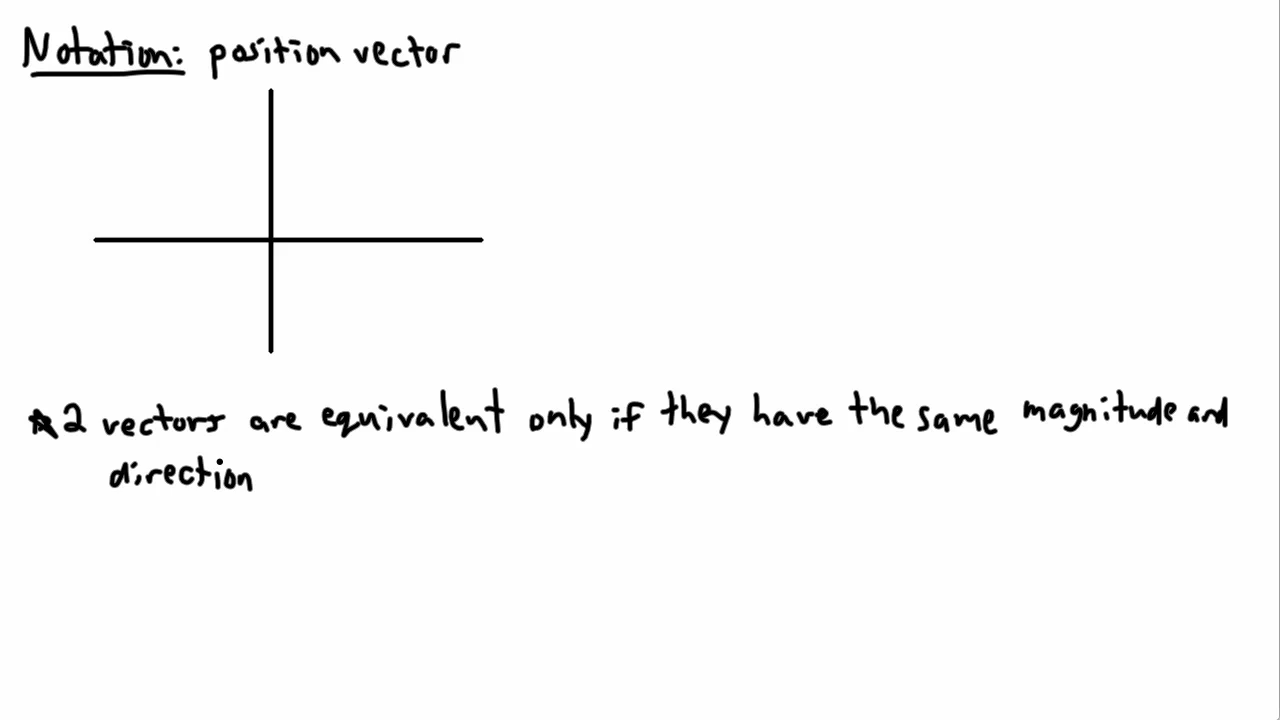 Notation: position vector
*2 vectors are equivalent only if they have the same magnitude and
direction